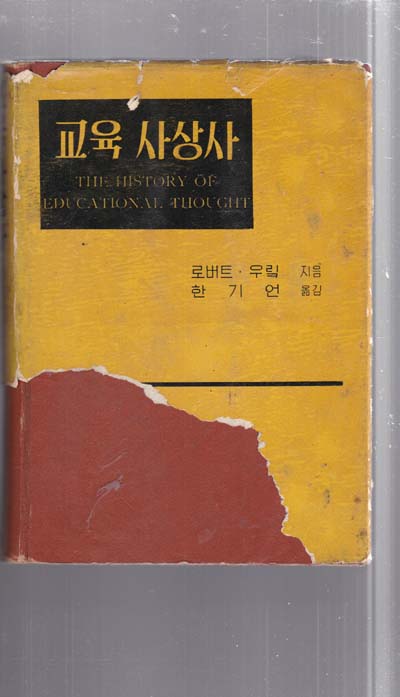 교육 사상사
THE HISTORY OF
EDUCATIONAL THOUGHT
로버트·우릭 지음
한 기 언 옮김